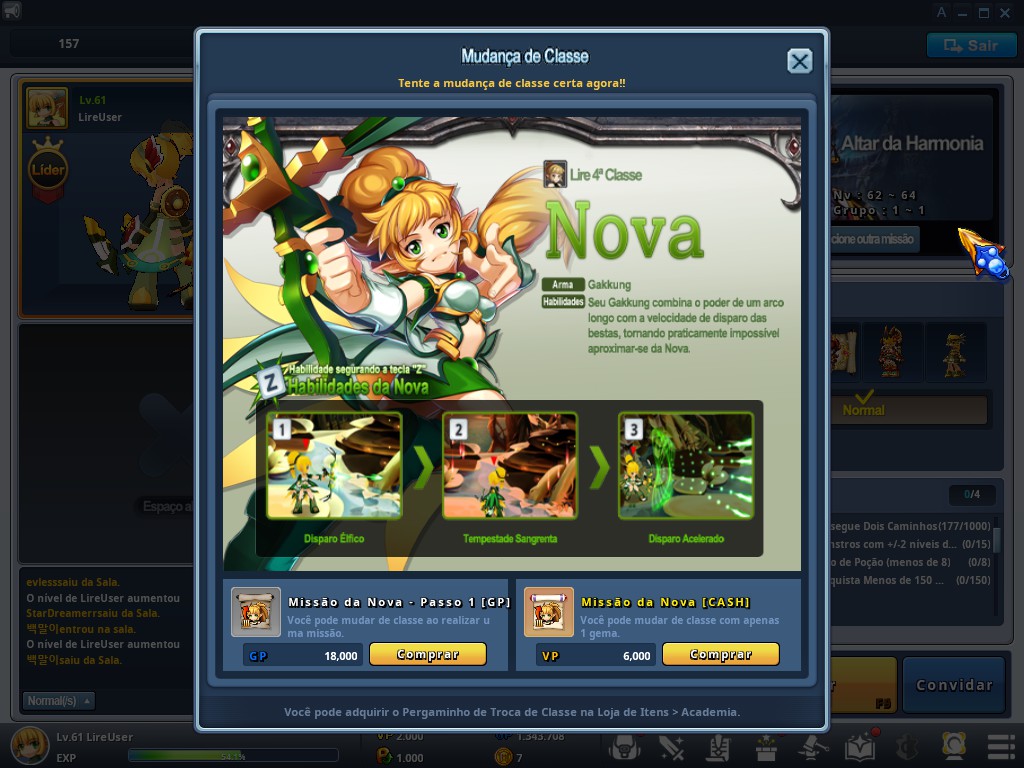 A
157
Sair
Mudança de Classe
Tente a mudança de classe certa agora!!
Lv.61
LireUser
Líder
Altar da Harmonia
Nv : 62 ~ 64
Grupo : 1 ~ 1
cione outra missão
Lire 4ª Classe
Nova
Arma Gakkung
Habilidades Seu Gakkung combina o poder de um arco
longo com a velocidade de disparo das
bestas, tornando praticamente impossível
aproximar-se da Nova.
Z Habilidade segurando a tecla "Z"
Habilidades da Nova
1
2
3
Disparo Élfico
Tempestade Sangrenta
Disparo Acelerado
Normal
Espaço a
0/4
segue Dois Caminhos(177/1000)
nstros com +/-2 niveis d... (0/15)
o de Poção (menos de 8) (0/8)
quista Menos de 150 ... (0/150)
evlesssaiu da Sala.
O nível de LireUser aumentou
StarDreamerrsaiu da Sala.
백말이entrou na sala.
O nível de LireUser aumentou
백말이saiu da Sala.
Normal(/s)
Missão da Nova - Passo 1 [GP]
Você pode mudar de classe ao realizar u
ma missão.
GP 18,000 Comprar
Missão da Nova [CASH]
Você pode mudar de classe com apenas
1 gema.
VP 6,000 Comprar
Você pode adquirir o Pergaminho de Troca de Classe na Loja de Itens > Academia.
r
F5
Convidar
Lv.61 LireUser
EXP
VP 2.000
1.000
7